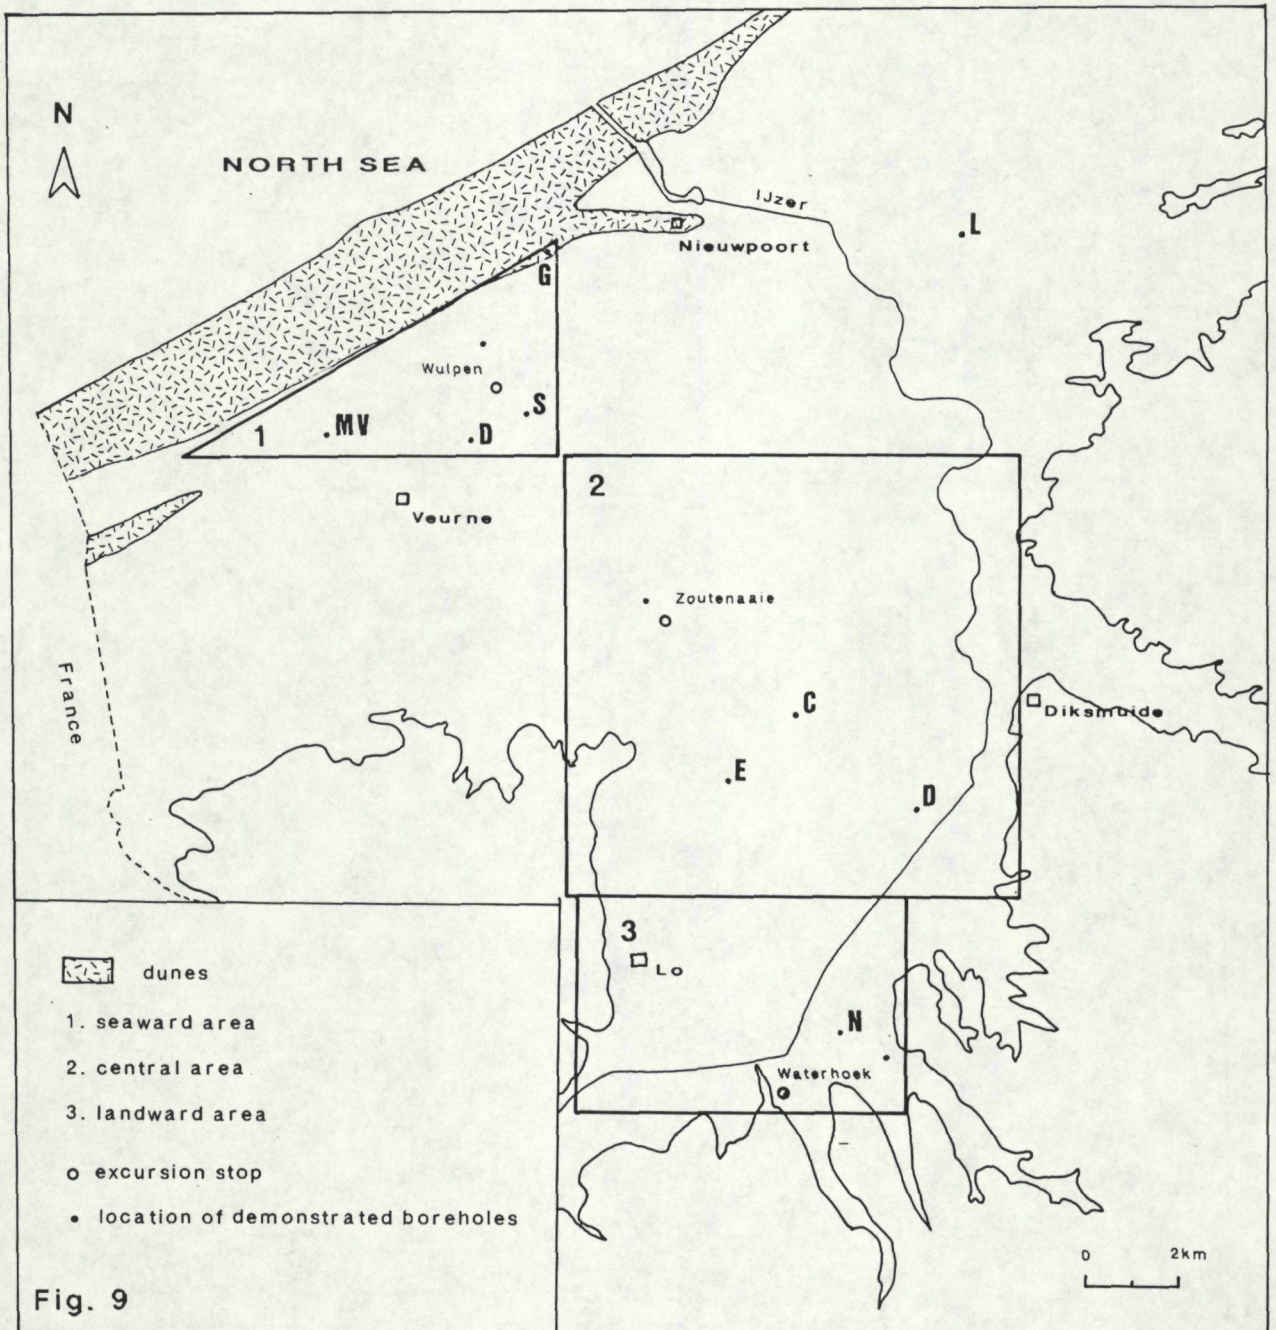 N
NORTH SEA
IJzer
L
Nieuwpoort
G
Wulpen
S
MV
D
1
2
Veurne
Zoutenaaie
France
C
Diksmuide
E
D
3
Lo
N
Waterhoek
dunes
1. seaward area
2. central area
3. landward area
excursion stop
location of demonstrated boreholes
0 2km
Fig. 9